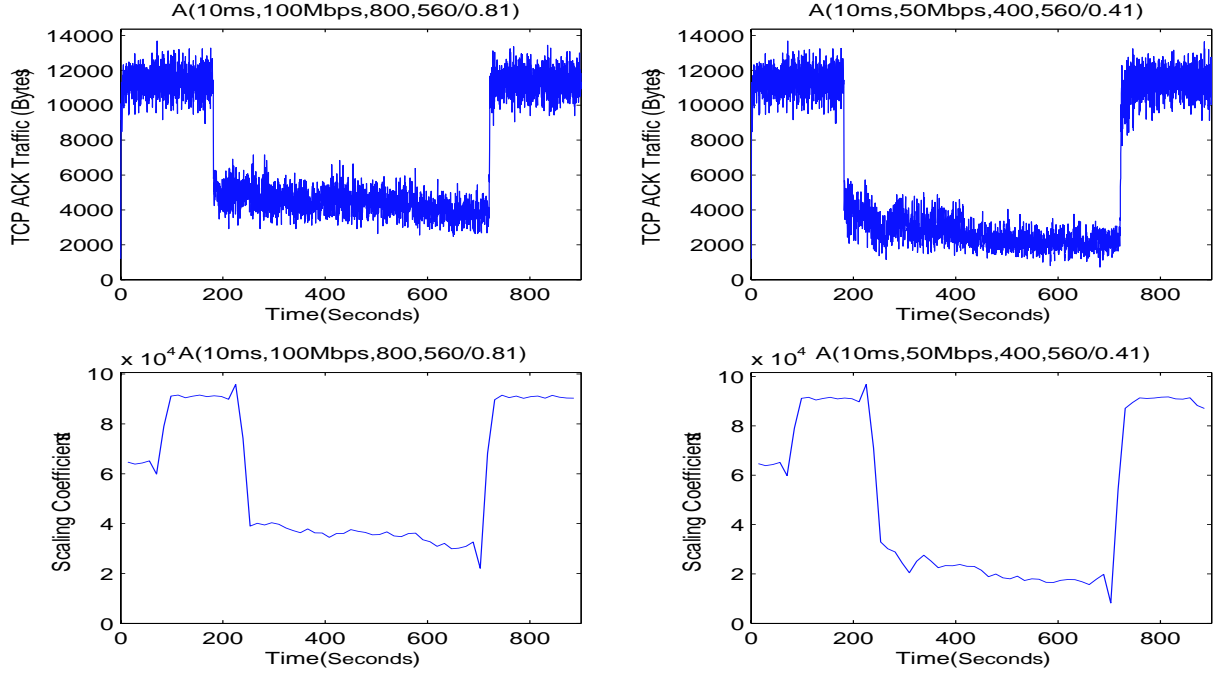 A(10ms,100Mbps,800,560/0.81)
TCP ACK Traffic (Bytes)
14000
12000
10000
8000
6000
4000
2000
0
0 200 400 600 800
Time(Seconds)
A(10ms,50Mbps,400,560/0.41)
TCP ACK Traffic (Bytes)
14000
12000
10000
8000
6000
4000
2000
0
0 200 400 600 800
Time(Seconds)
x 10^4 A(10ms,100Mbps,800,560/0.81)
Scaling Coefficients
10
8
6
4
2
0
0 200 400 600 800
Time(Seconds)
x 10^4 A(10ms,50Mbps,400,560/0.41)
Scaling Coefficients
10
8
6
4
2
0
0 200 400 600 800
Time(Seconds)